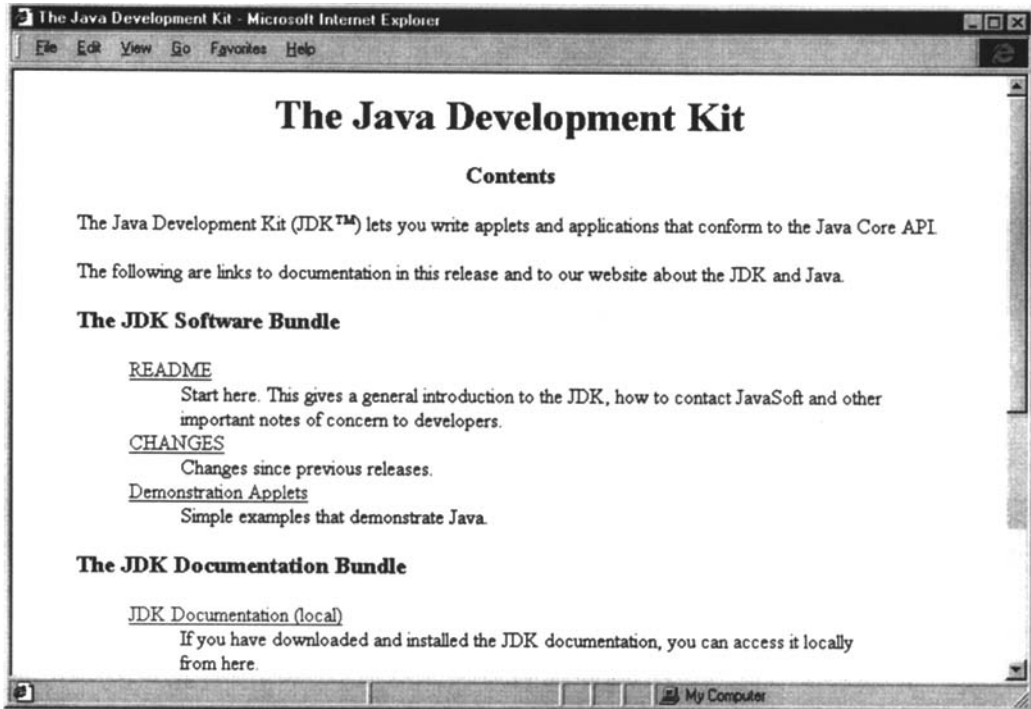 The Java Development Kit - Microsoft Internet Explorer
File Edit View Go Favorites Help
The Java Development Kit
Contents
The Java Development Kit (JDK™) lets you write applets and applications that conform to the Java Core API.
The following are links to documentation in this release and to our website about the JDK and Java.
The JDK Software Bundle
README
Start here. This gives a general introduction to the JDK, how to contact JavaSoft and other
important notes of concern to developers.
CHANGES
Changes since previous releases.
Demonstration Applets
Simple examples that demonstrate Java.
The JDK Documentation Bundle
JDK Documentation (local)
If you have downloaded and installed the JDK documentation, you can access it locally
from here.
My Computer